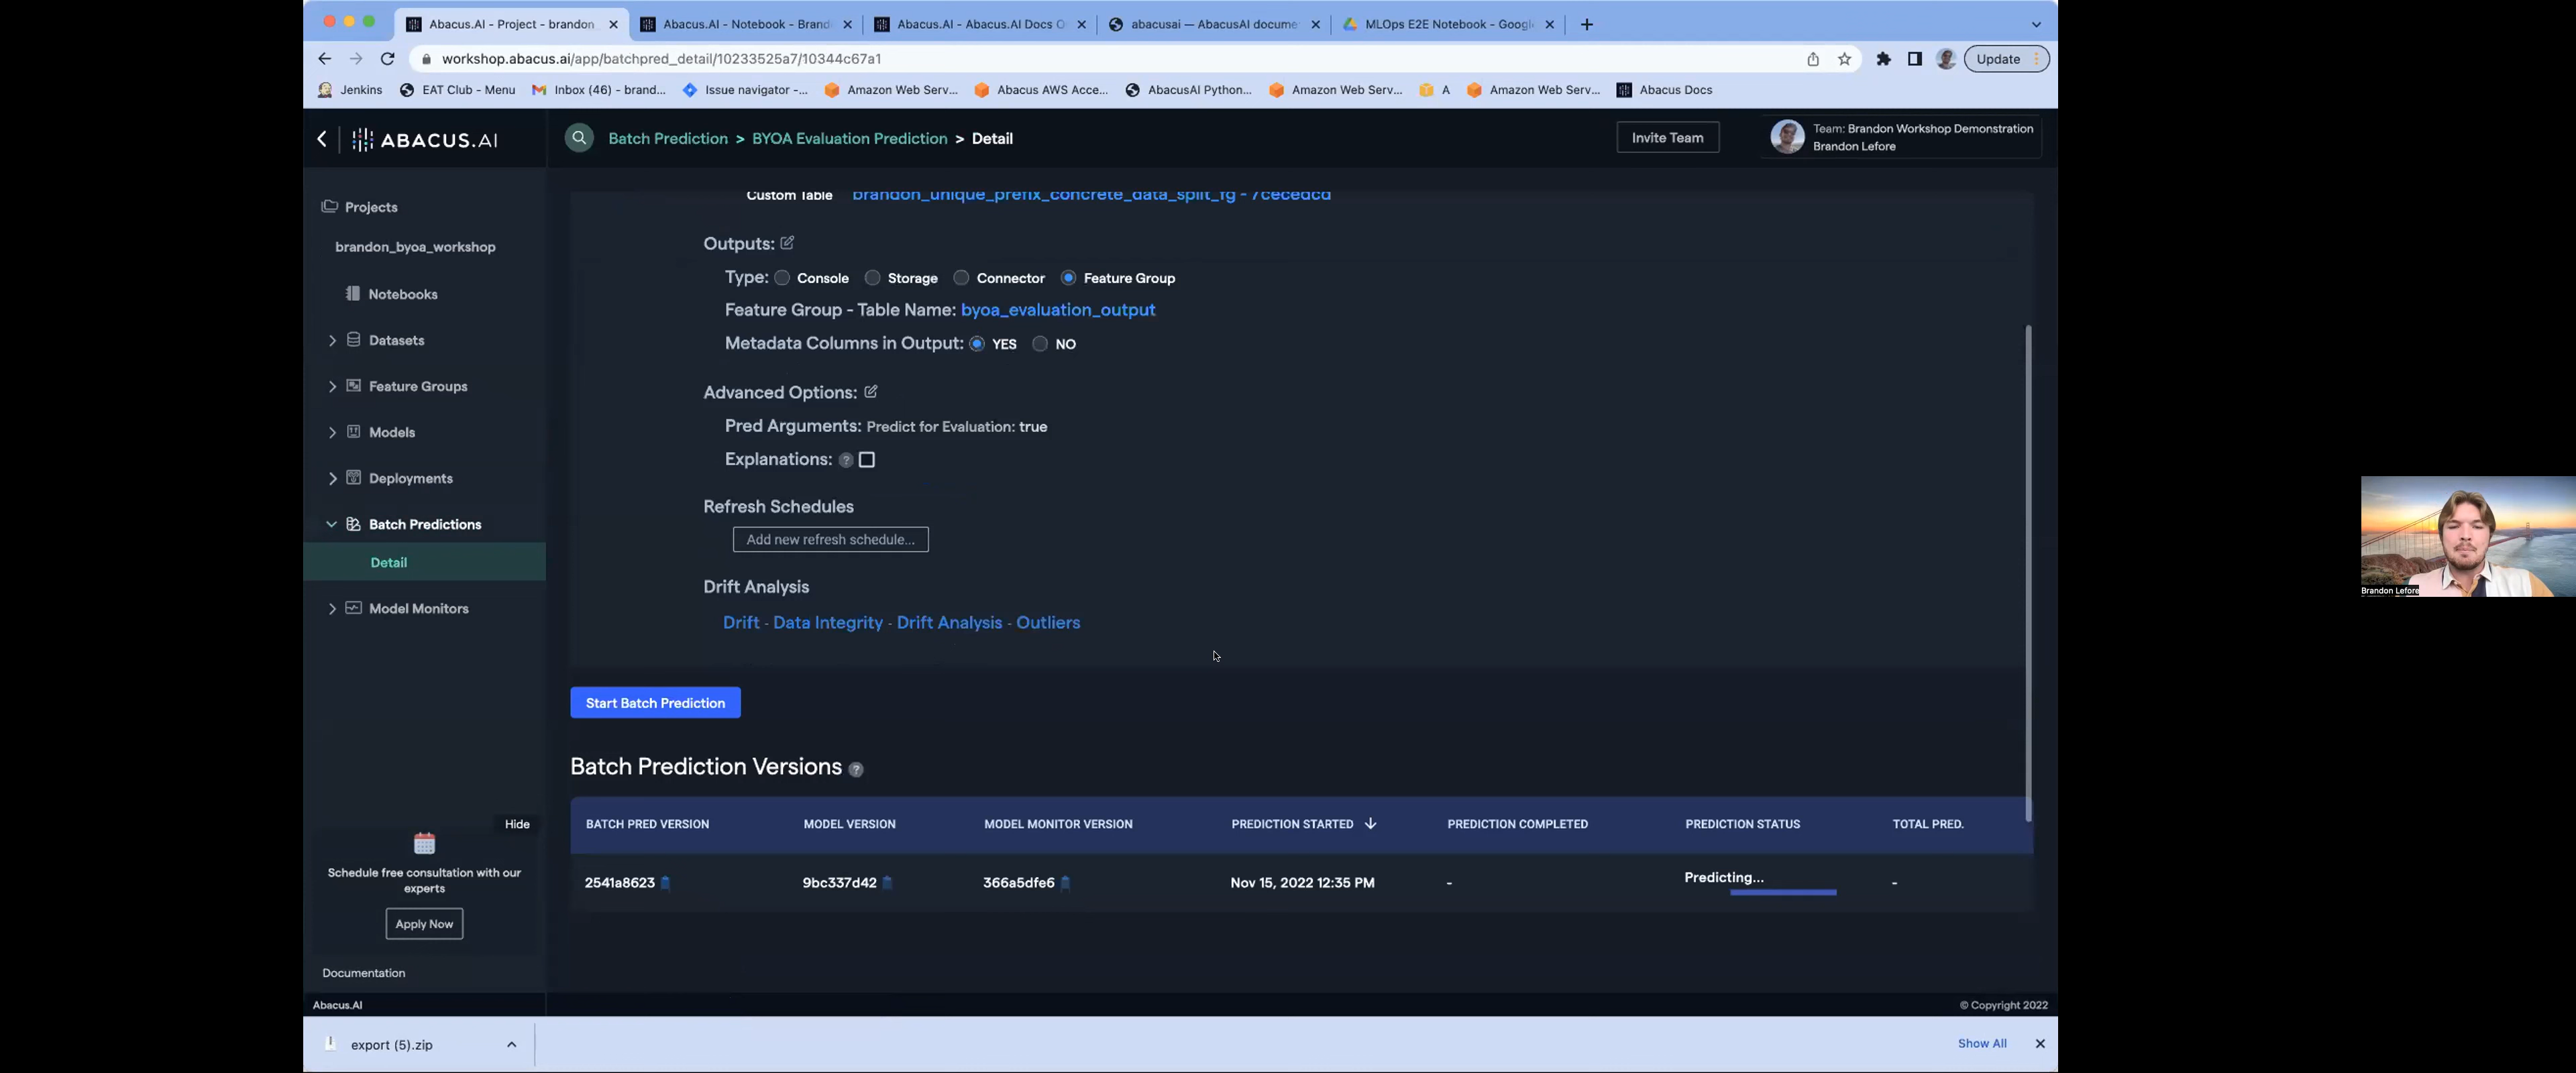 Abacus.AI - Project - brandon
Abacus.AI - Notebook - Brand
Abacus.AI - Abacus.AI Docs O
abacusai — AbacusAI docume
MLOps E2E Notebook - Googl
workshop.abacus.ai/app/batchpred_detail/10233525a7/10344c67a1
Update
Jenkins
EAT Club - Menu
Inbox (46) - brand...
Issue navigator -...
Amazon Web Serv...
Abacus AWS Acce...
AbacusAI Python...
Amazon Web Serv...
A
Amazon Web Serv...
Abacus Docs
ABACUS.AI
Batch Prediction > BYOA Evaluation Prediction > Detail
Invite Team
Team: Brandon Workshop Demonstration
Brandon Lefore
Projects
brandon_byoa_workshop
Notebooks
Datasets
Feature Groups
Models
Deployments
Batch Predictions
Detail
Model Monitors
Hide
Schedule free consultation with our
experts
Apply Now
Documentation
Custom Table brandon_unique_prefix_concrete_data_split_fg - 7cecedcd
Outputs:
Type: Console Storage Connector Feature Group
Feature Group - Table Name: byoa_evaluation_output
Metadata Columns in Output: YES NO
Advanced Options:
Pred Arguments: Predict for Evaluation: true
Explanations: ?
Refresh Schedules
Add new refresh schedule...
Drift Analysis
Drift - Data Integrity - Drift Analysis - Outliers
Start Batch Prediction
Batch Prediction Versions ?
BATCH PRED VERSION MODEL VERSION MODEL MONITOR VERSION PREDICTION STARTED PREDICTION COMPLETED PREDICTION STATUS TOTAL PRED.
2541a8623 9bc337d42 366a5dfe6 Nov 15, 2022 12:35 PM - Predicting... -
Abacus.AI
© Copyright 2022
export (5).zip
Show All
Brandon Lefore